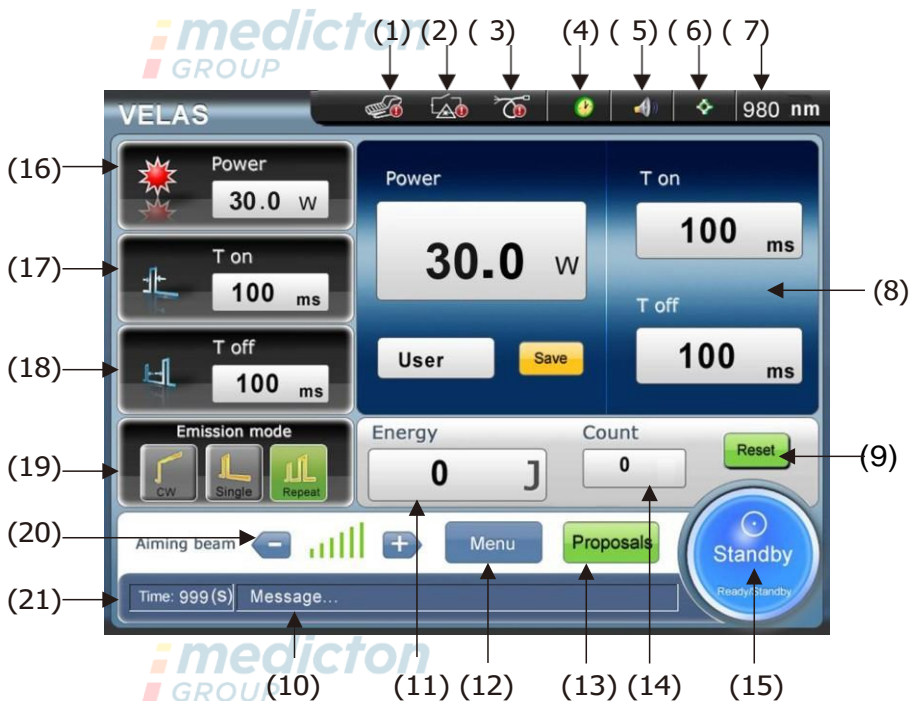 medicton
GROUP
(1) (2) ( 3) (4) ( 5) ( 6) ( 7)
VELAS
980 nm
(16)
Power
30.0 W
Power
30.0 W
T on
100 ms
(17)
T on
100 ms
(8)
T off
100 ms
(18)
T off
100 ms
User
Save
(19)
Emission mode
CW
Single
Repeat
Energy
0 J
Count
0
Reset
(9)
(20)
Aiming beam
Menu
Proposals
Standby
Ready/Standby
(21)
Time: 999 (S)
Message...
medicton
GROUP
(10) (11) (12) (13) (14) (15)